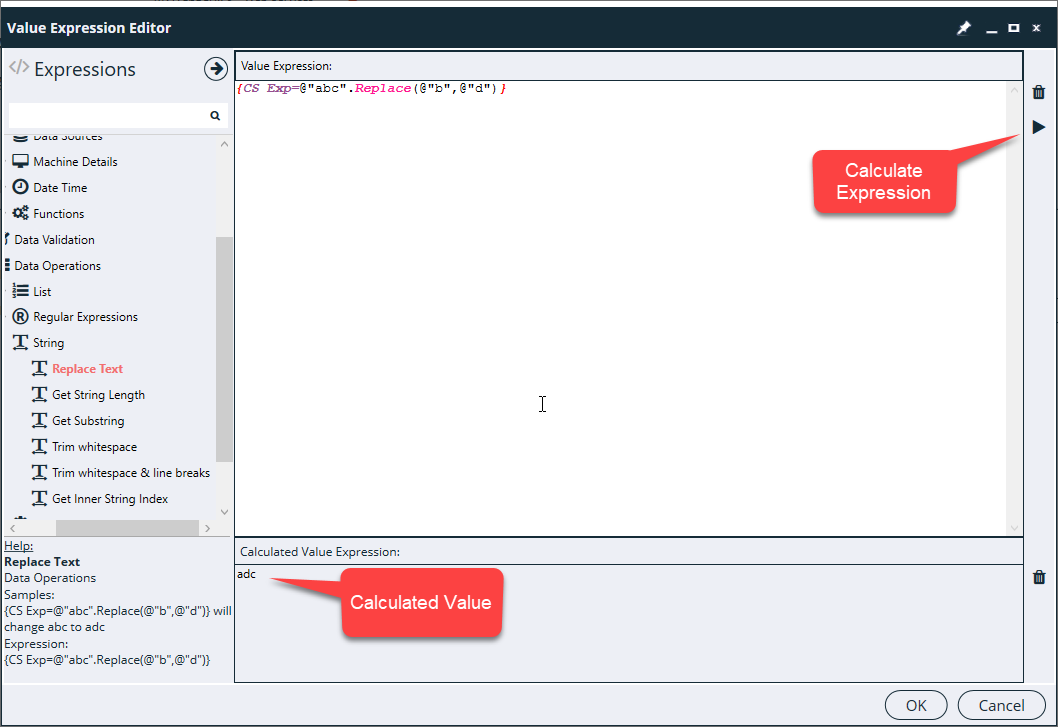 Value Expression Editor
</> Expressions
Value Expression:
{CS Exp=@"abc".Replace(@"b",@"d")}
Calculate
Expression
Data Sources
Machine Details
Date Time
Functions
Data Validation
Data Operations
List
Regular Expressions
String
Replace Text
Get String Length
Get Substring
Trim whitespace
Trim whitespace & line breaks
Get Inner String Index
Help:
Replace Text
Data Operations
Samples:
{CS Exp=@"abc".Replace(@"b",@"d")} will
change abc to adc
Expression:
{CS Exp=@"abc".Replace(@"b",@"d")}
Calculated Value Expression:
adc
Calculated Value
OK
Cancel